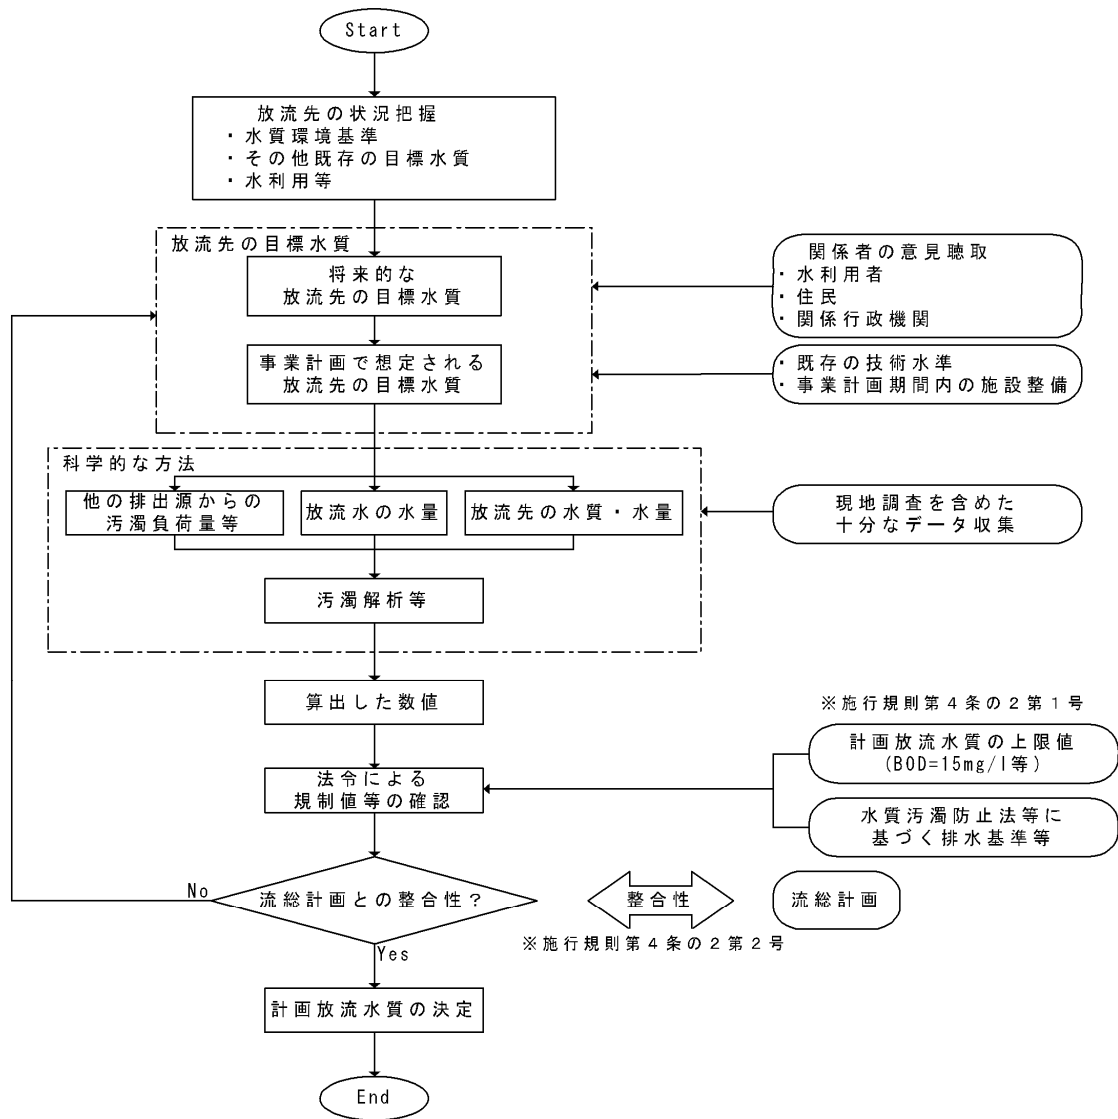 Start
放流先の状況把握
・水質環境基準
・その他既存の目標水質
・水利用等
放流先の目標水質
将来的な
放流先の目標水質
関係者の意見聴取
・水利用者
・住民
・関係行政機関
事業計画で想定される
放流先の目標水質
・既存の技術水準
・事業計画期間内の施設整備
科学的な方法
他の排出源からの
汚濁負荷量等
放流水の水量
放流先の水質・水量
現地調査を含めた
十分なデータ収集
汚濁解析等
算出した数値
※施行規則第4条の2第1号
計画放流水質の上限値
(BOD=15mg/l等)
法令による
規制値等の確認
水質汚濁防止法等に
基づく排水基準等
No
流総計画との整合性？
整合性
流総計画
※施行規則第4条の2第2号
Yes
計画放流水質の決定
End